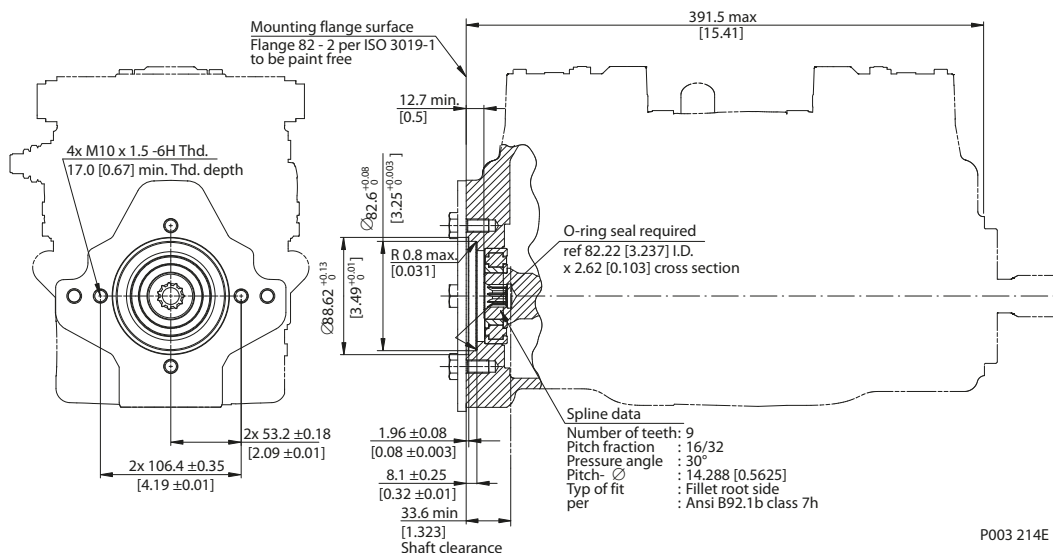 Mounting flange surface
Flange 82 - 2 per ISO 3019-1
to be paint free
391.5 max
[15.41]
12.7 min.
[0.5]
4x M10 x 1.5 -6H Thd.
17.0 [0.67] min. Thd. depth
Ø82.6 +0.08 0
[3.25 +0.003 0 ]
O-ring seal required
ref 82.22 [3.237] I.D.
x 2.62 [0.103] cross section
R 0.8 max.
[0.031]
Ø88.62 +0.13 0
[3.49 +0.01 0 ]
Spline data
Number of teeth: 9
Pitch fraction : 16/32
Pressure angle : 30°
Pitch- Ø : 14.288 [0.5625]
Typ of fit : Fillet root side
per : Ansi B92.1b class 7h
2x 53.2 ±0.18
[2.09 ±0.01]
2x 106.4 ±0.35
[4.19 ±0.01]
1.96 ±0.08
[0.08 ±0.003]
8.1 ±0.25
[0.32 ±0.01]
33.6 min
[1.323]
Shaft clearance
P003 214E